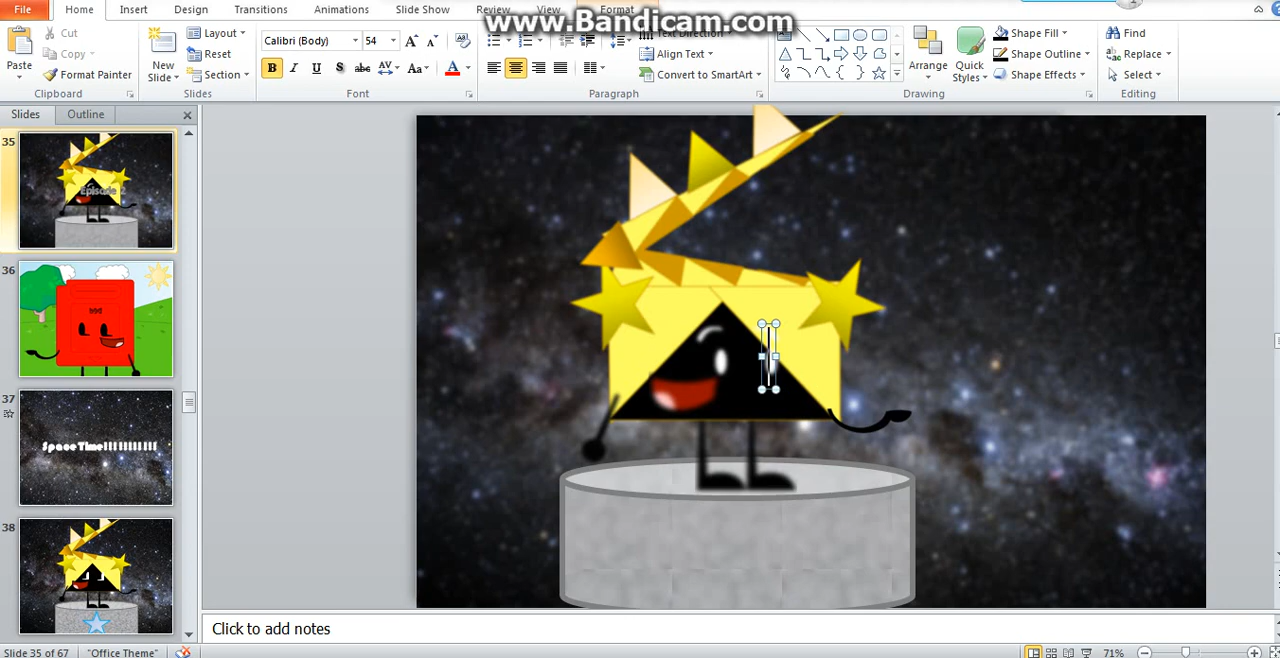 www.Bandicam.com
File Home Insert Design Transitions Animations Slide Show Review View Format
Paste
Cut
Copy
Format Painter
Clipboard
New Slide
Layout
Reset
Section
Slides
Calibri (Body) 54
Font
Text Direction
Align Text
Convert to SmartArt
Paragraph
Arrange
Quick Styles
Shape Fill
Shape Outline
Shape Effects
Drawing
Find
Replace
Select
Editing
Slides Outline
35
Episode 2
36
37
Space Time!!!!!!!!!!!
38
Click to add notes
Slide 35 of 67 "Office Theme" 71%